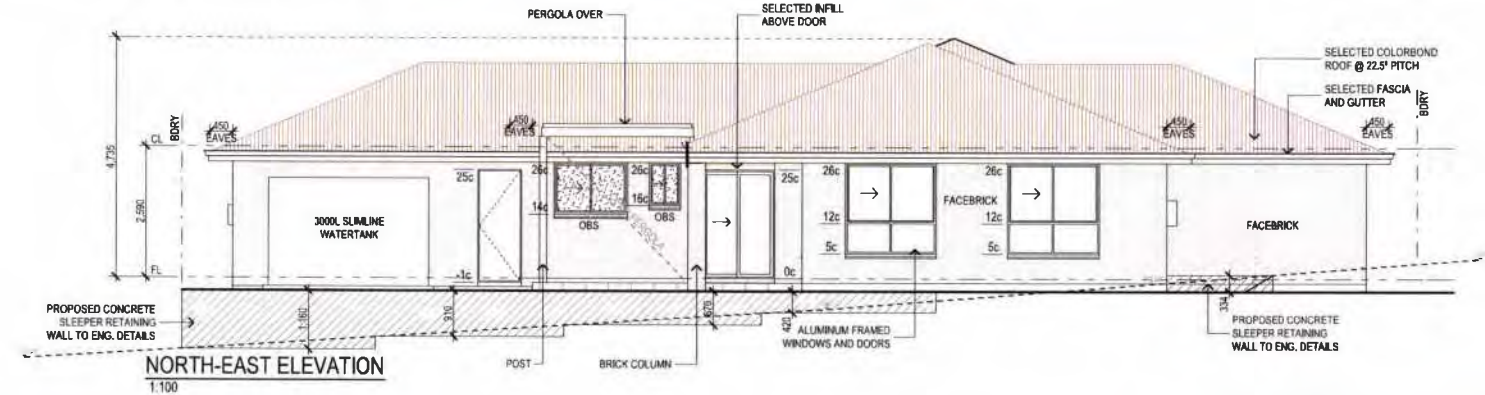 PERGOLA OVER
SELECTED INFILL
ABOVE DOOR
SELECTED COLORBOND
ROOF @ 22.5° PITCH
SELECTED FASCIA
AND GUTTER
BDRY
BDRY
450
EAVES
450
EAVES
450
EAVES
450
EAVES
CL
4,735
2,590
FL
25c
-1c
26c
14c
OBS
26c
16c
OBS
PERGOLA
25c
0c
26c
12c
5c
FACEBRICK
26c
12c
5c
3000L SLIMLINE
WATERTANK
FACEBRICK
PROPOSED CONCRETE
SLEEPER RETAINING
WALL TO ENG. DETAILS
1,160
910
670
420
334
ALUMINUM FRAMED
WINDOWS AND DOORS
PROPOSED CONCRETE
SLEEPER RETAINING
WALL TO ENG. DETAILS
POST
BRICK COLUMN
NORTH-EAST ELEVATION
1:100